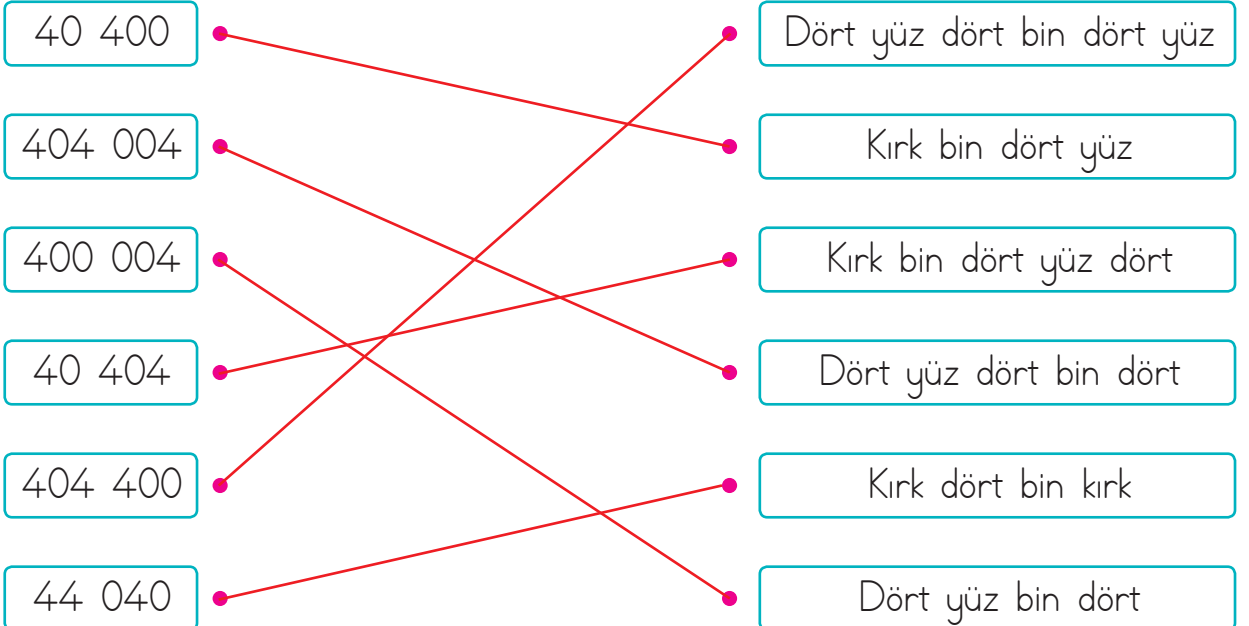 40 400
Dört yüz dört bin dört yüz
404 004
Kırk bin dört yüz
400 004
Kırk bin dört yüz dört
40 404
Dört yüz dört bin dört
404 400
Kırk dört bin kırk
44 040
Dört yüz bin dört